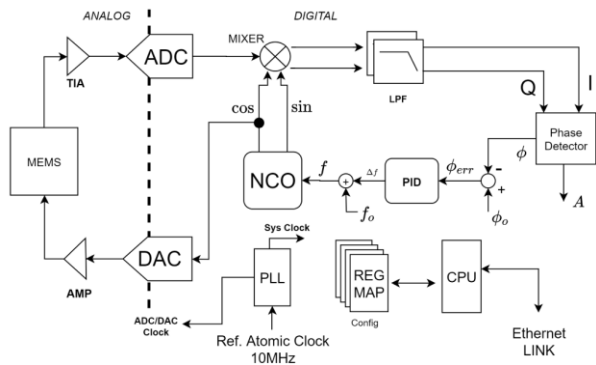 ANALOG
DIGITAL
TIA
ADC
MIXER
LPF
Q
I
cos
sin
MEMS
Phase
Detector
NCO
f
Δf
PID
ϕerr
-
+
ϕ
A
+
fo
ϕo
Sys Clock
DAC
AMP
PLL
REG
MAP
CPU
Config
ADC/DAC
Clock
Ref. Atomic Clock
10MHz
Ethernet
LINK